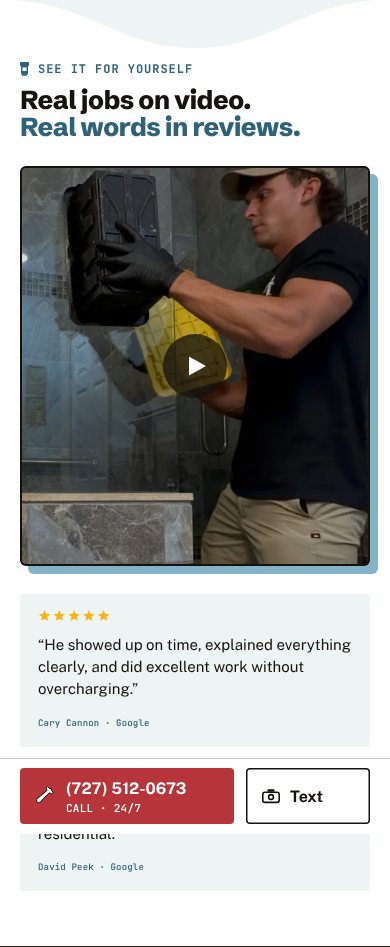 SEE IT FOR YOURSELF
Real jobs on video.
Real words in reviews.
“He showed up on time, explained everything
clearly, and did excellent work without
overcharging.”
Cary Cannon · Google
(727) 512-0673
CALL · 24/7
Text
residential.
David Peek · Google